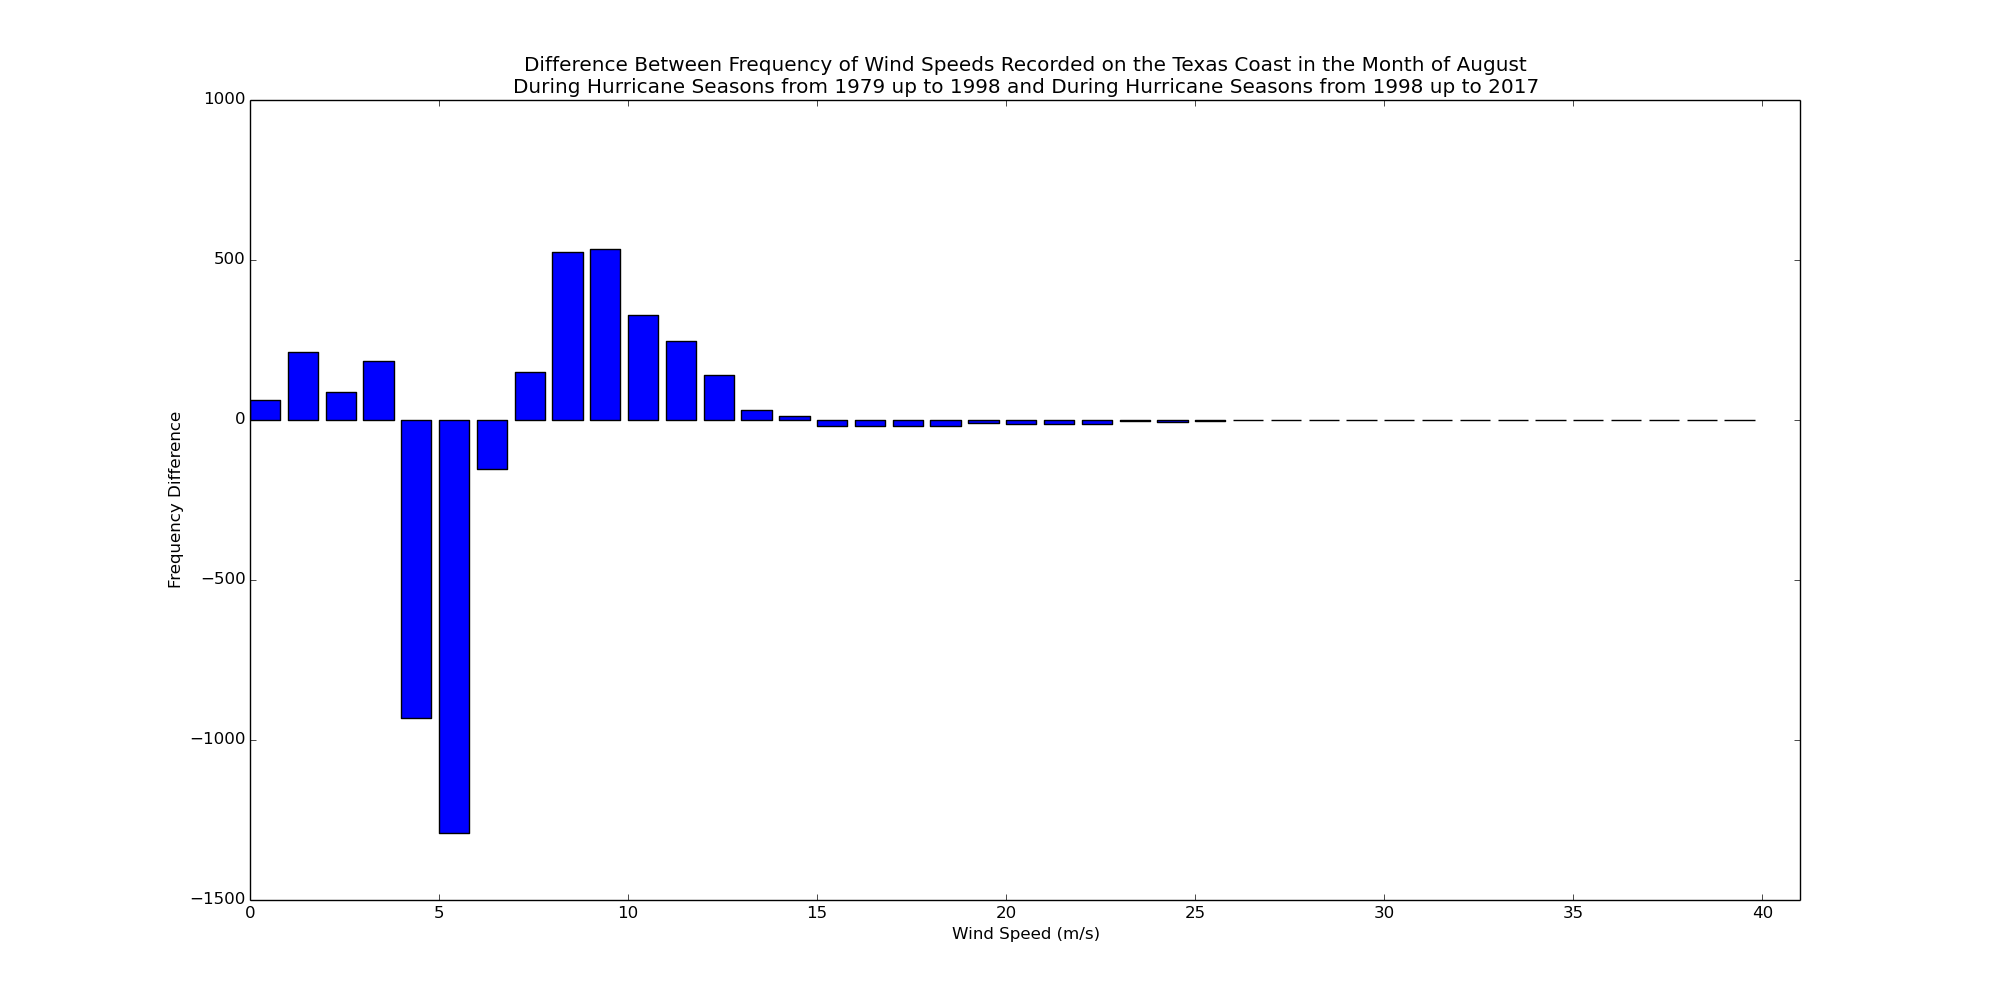 Difference Between Frequency of Wind Speeds Recorded on the Texas Coast in the Month of August
During Hurricane Seasons from 1979 up to 1998 and During Hurricane Seasons from 1998 up to 2017
1000
500
0
−500
−1000
−1500
Frequency Difference
0 5 10 15 20 25 30 35 40
Wind Speed (m/s)